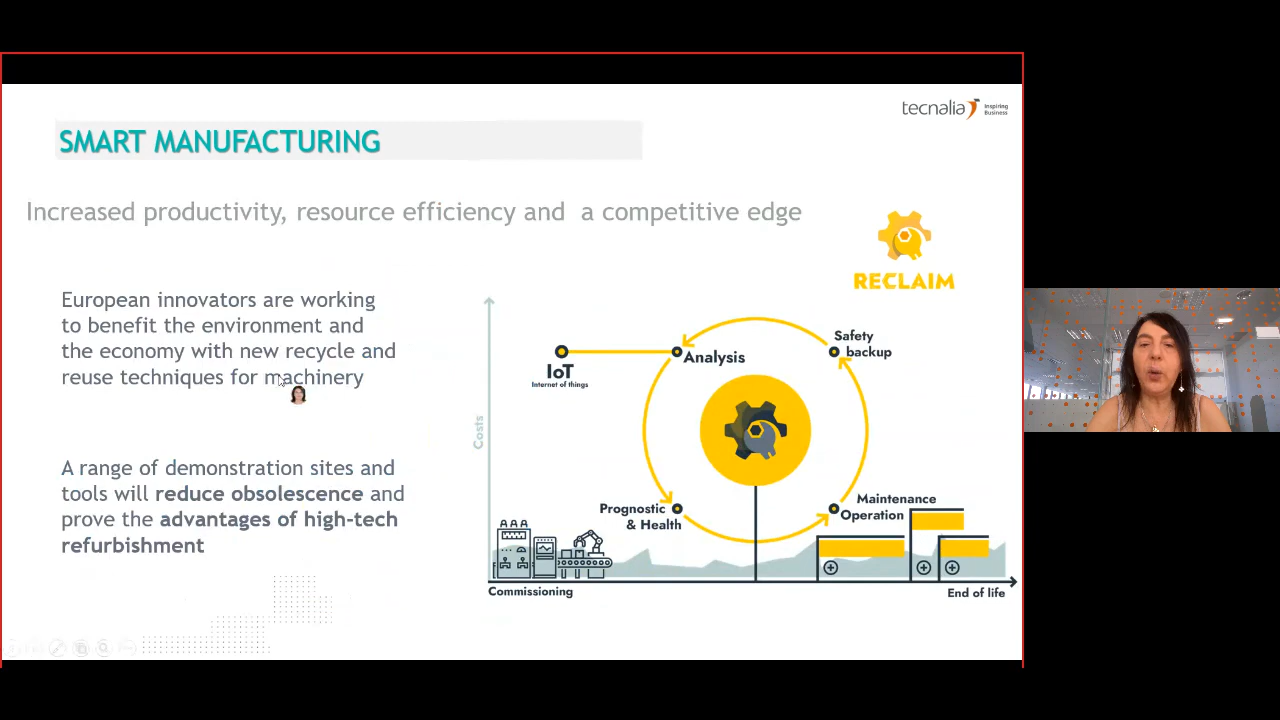 tecnalia Inspiring Business
SMART MANUFACTURING
Increased productivity, resource efficiency and a competitive edge
RECLAIM
European innovators are working
to benefit the environment and
the economy with new recycle and
reuse techniques for machinery
A range of demonstration sites and
tools will reduce obsolescence and
prove the advantages of high-tech
refurbishment
Costs
IoT
Internet of things
Analysis
Safety
backup
Prognostic
& Health
Maintenance
Operation
Commissioning
End of life